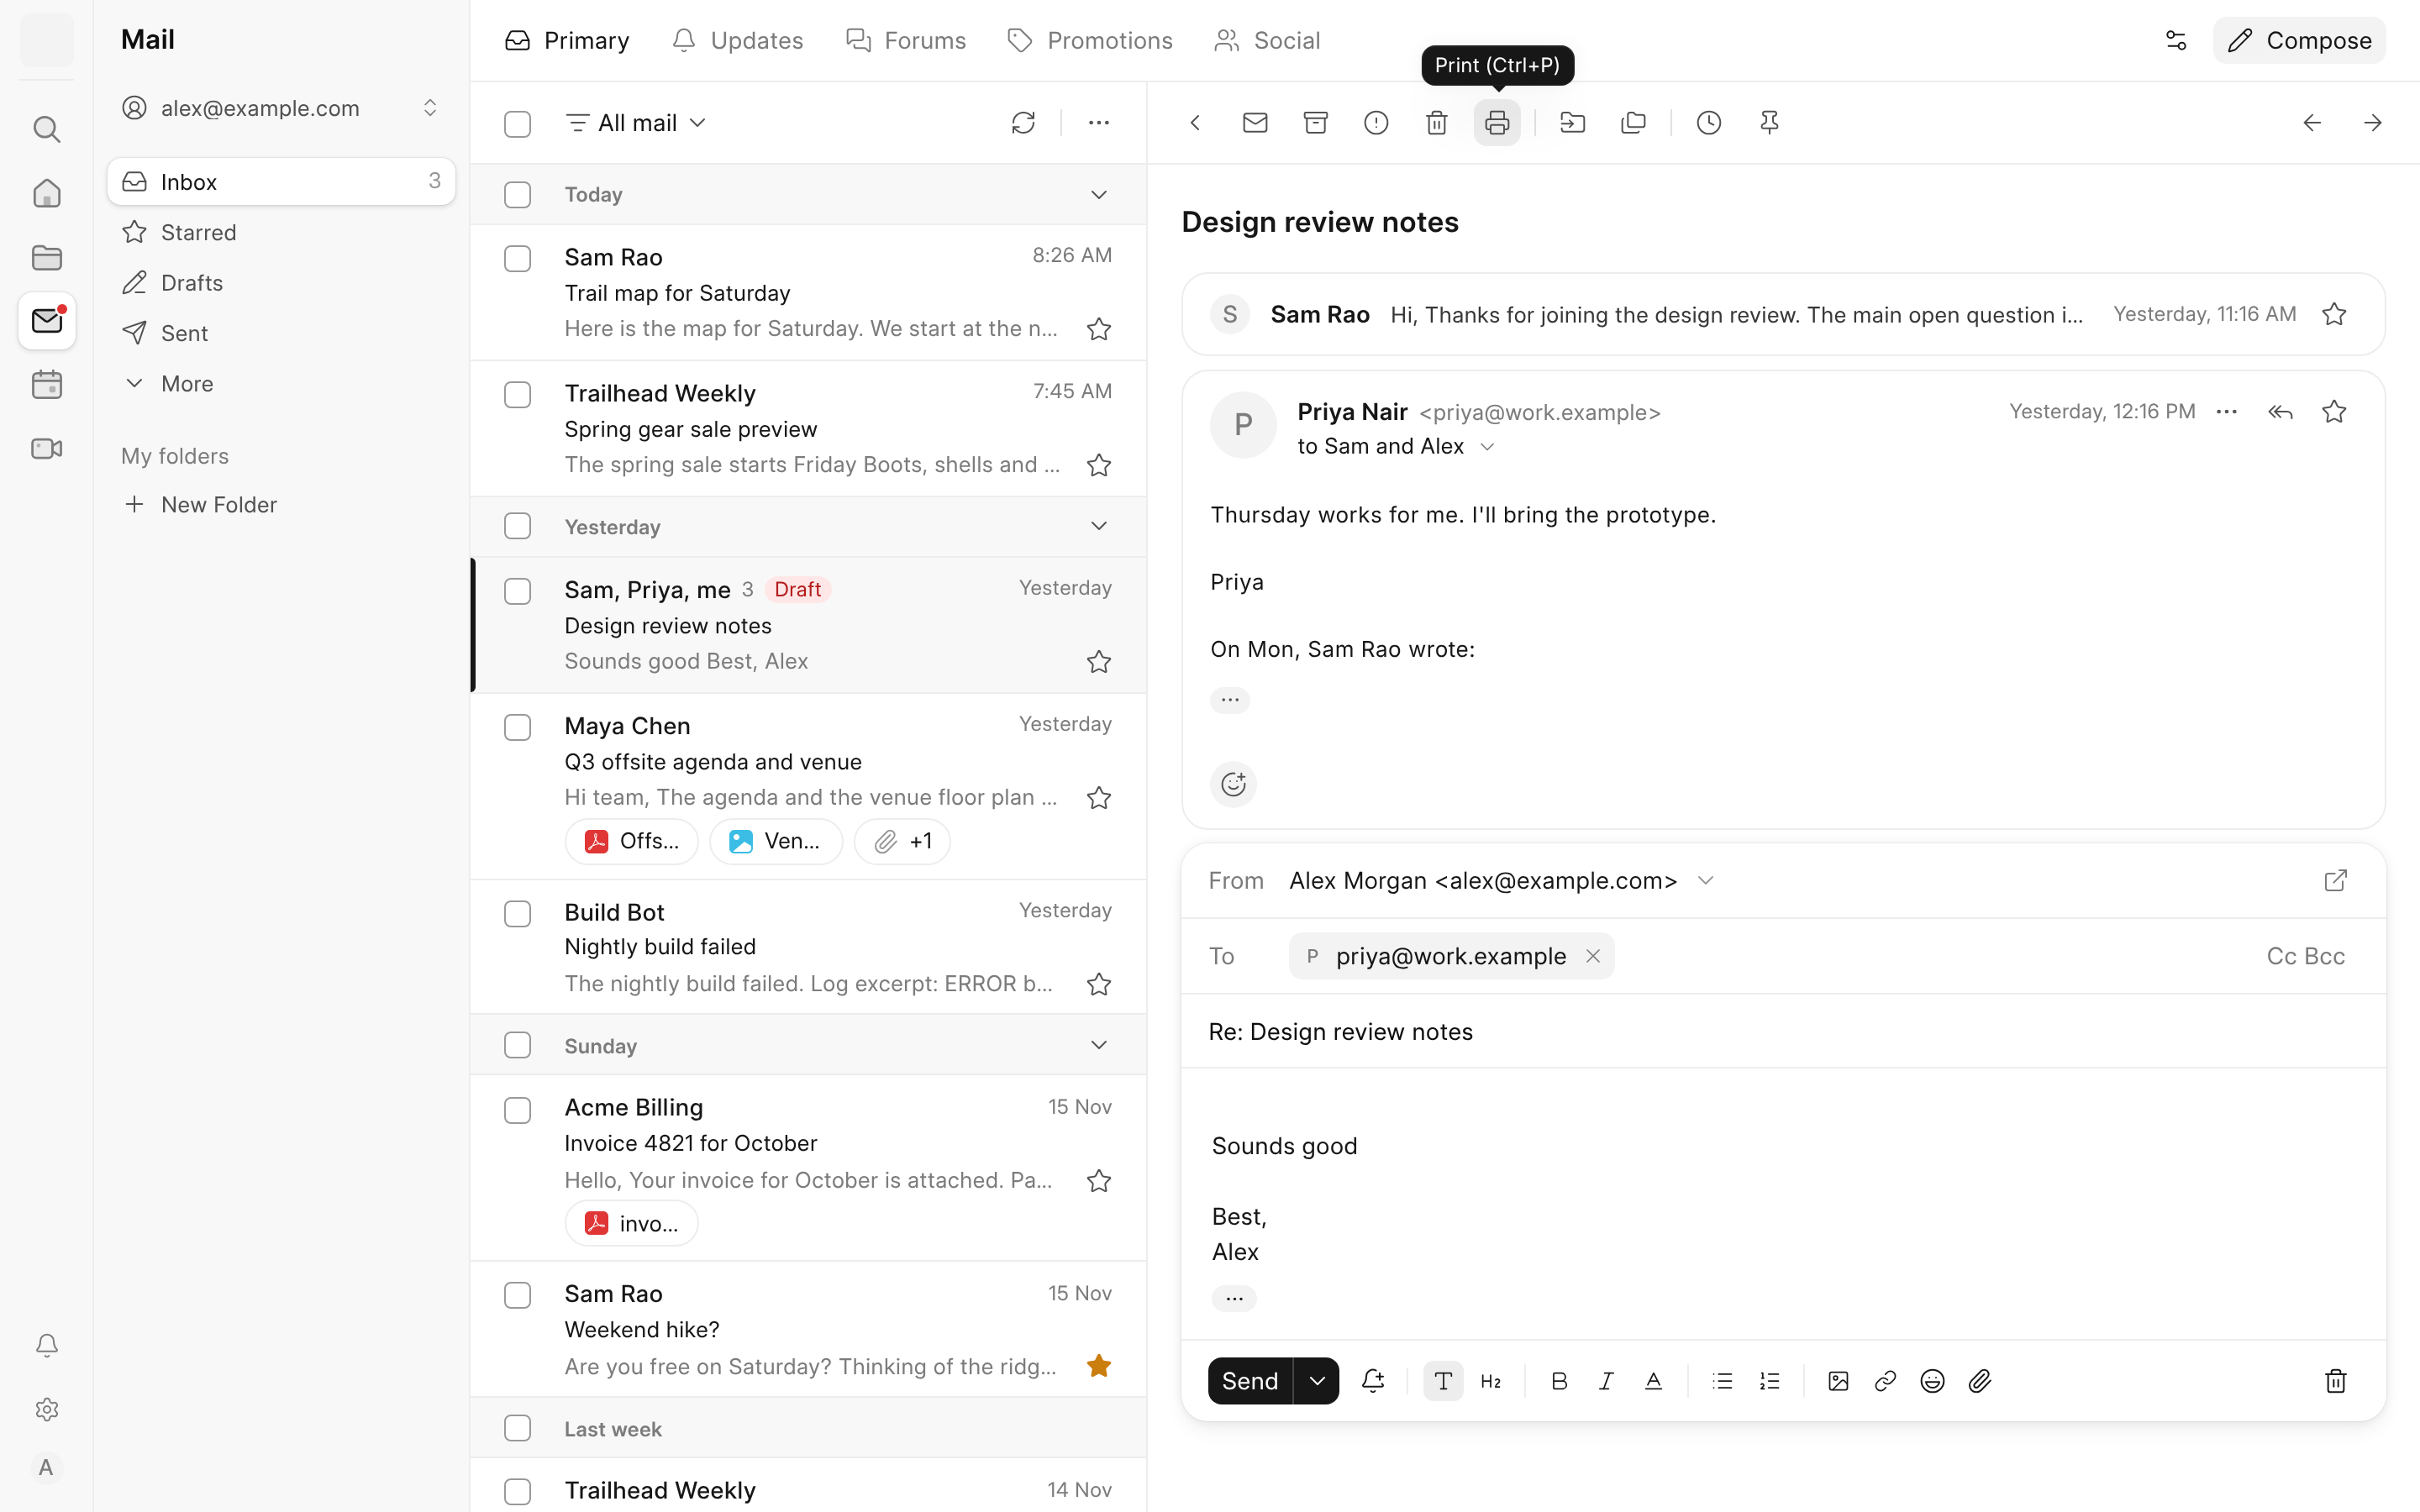 Mail
alex@example.com
Inbox 3
Starred
Drafts
Sent
More
My folders
New Folder
A
Primary Updates Forums Promotions Social
Compose
Print (Ctrl+P)
All mail
Today
Sam Rao 8:26 AM
Trail map for Saturday
Here is the map for Saturday. We start at the n...
Trailhead Weekly 7:45 AM
Spring gear sale preview
The spring sale starts Friday Boots, shells and ...
Yesterday
Sam, Priya, me 3 Draft Yesterday
Design review notes
Sounds good Best, Alex
Maya Chen Yesterday
Q3 offsite agenda and venue
Hi team, The agenda and the venue floor plan ...
Offs... Ven... +1
Build Bot Yesterday
Nightly build failed
The nightly build failed. Log excerpt: ERROR b...
Sunday
Acme Billing 15 Nov
Invoice 4821 for October
Hello, Your invoice for October is attached. Pa...
invo...
Sam Rao 15 Nov
Weekend hike?
Are you free on Saturday? Thinking of the ridg...
Last week
Trailhead Weekly 14 Nov
Design review notes
S Sam Rao Hi, Thanks for joining the design review. The main open question i... Yesterday, 11:16 AM
P Priya Nair <priya@work.example> Yesterday, 12:16 PM
to Sam and Alex
Thursday works for me. I'll bring the prototype.
Priya
On Mon, Sam Rao wrote:
From Alex Morgan <alex@example.com>
To P priya@work.example Cc Bcc
Re: Design review notes
Sounds good
Best,
Alex
Send T H2 B I A